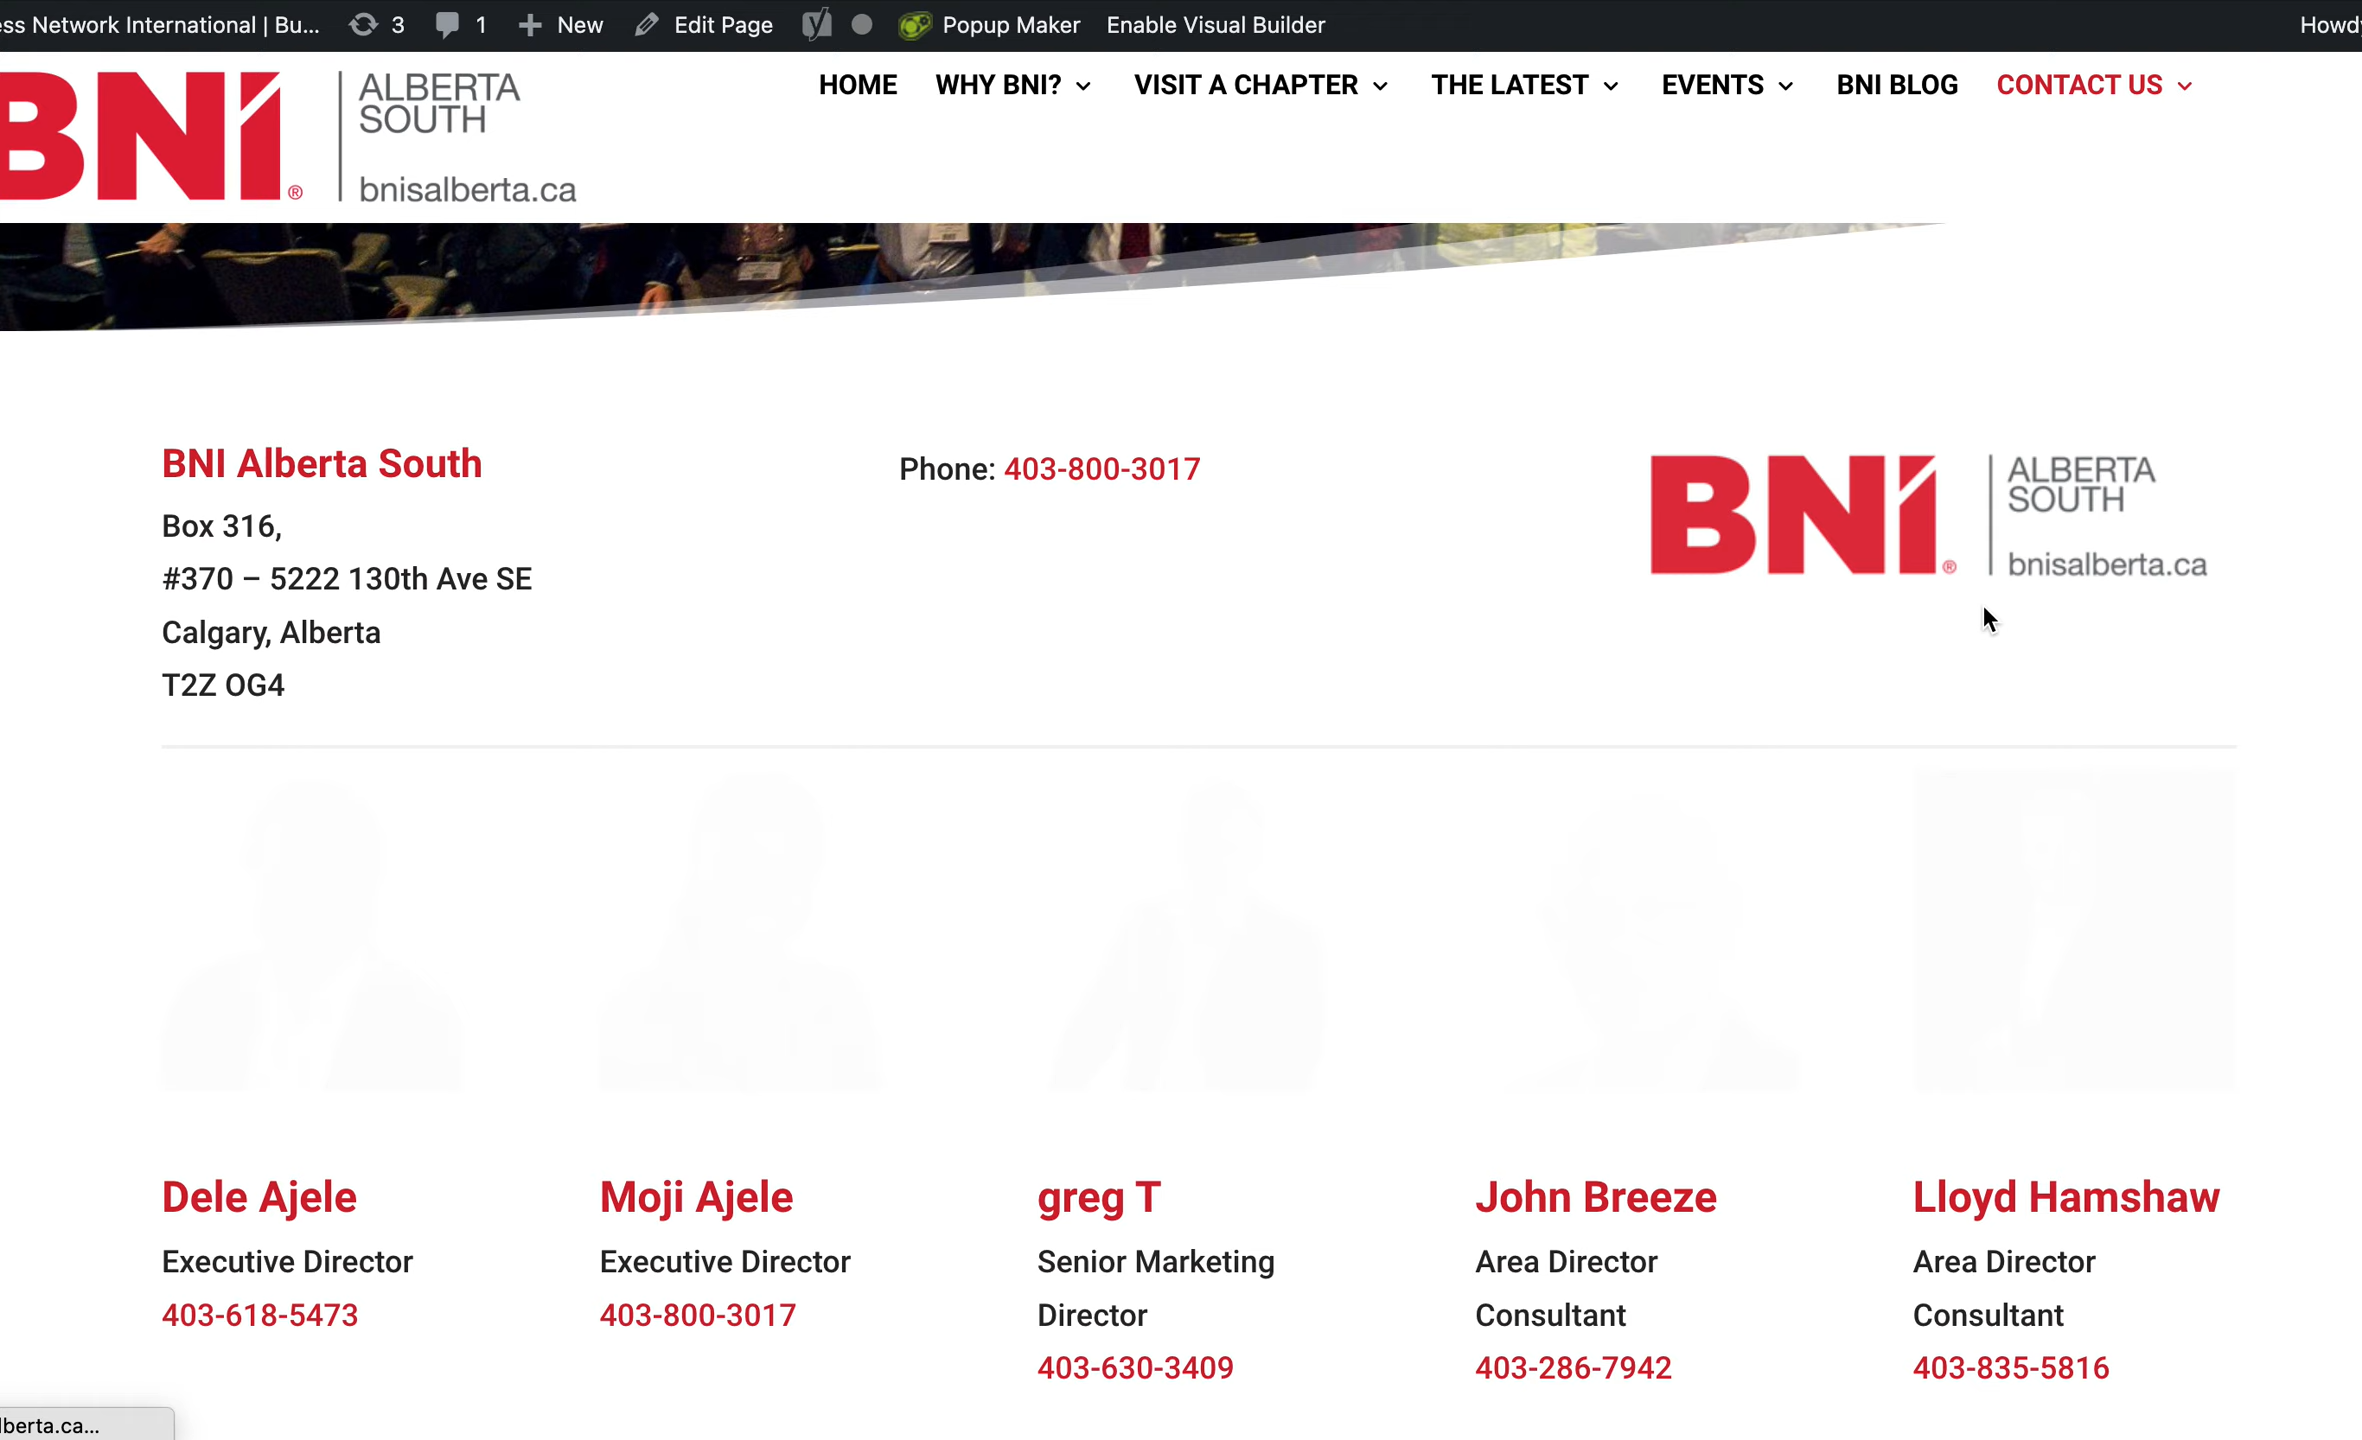 ess Network International | Bu... 3 1 New Edit Page Popup Maker Enable Visual Builder Howdy
BNI® ALBERTA SOUTH bnisalberta.ca
HOME WHY BNI? VISIT A CHAPTER THE LATEST EVENTS BNI BLOG CONTACT US
BNI Alberta South
Box 316,
#370 – 5222 130th Ave SE
Calgary, Alberta
T2Z OG4
Phone: 403-800-3017
BNI®
ALBERTA
SOUTH
bnisalberta.ca
Dele Ajele
Executive Director
403-618-5473
Moji Ajele
Executive Director
403-800-3017
greg T
Senior Marketing
Director
403-630-3409
John Breeze
Area Director
Consultant
403-286-7942
Lloyd Hamshaw
Area Director
Consultant
403-835-5816
lberta.ca...